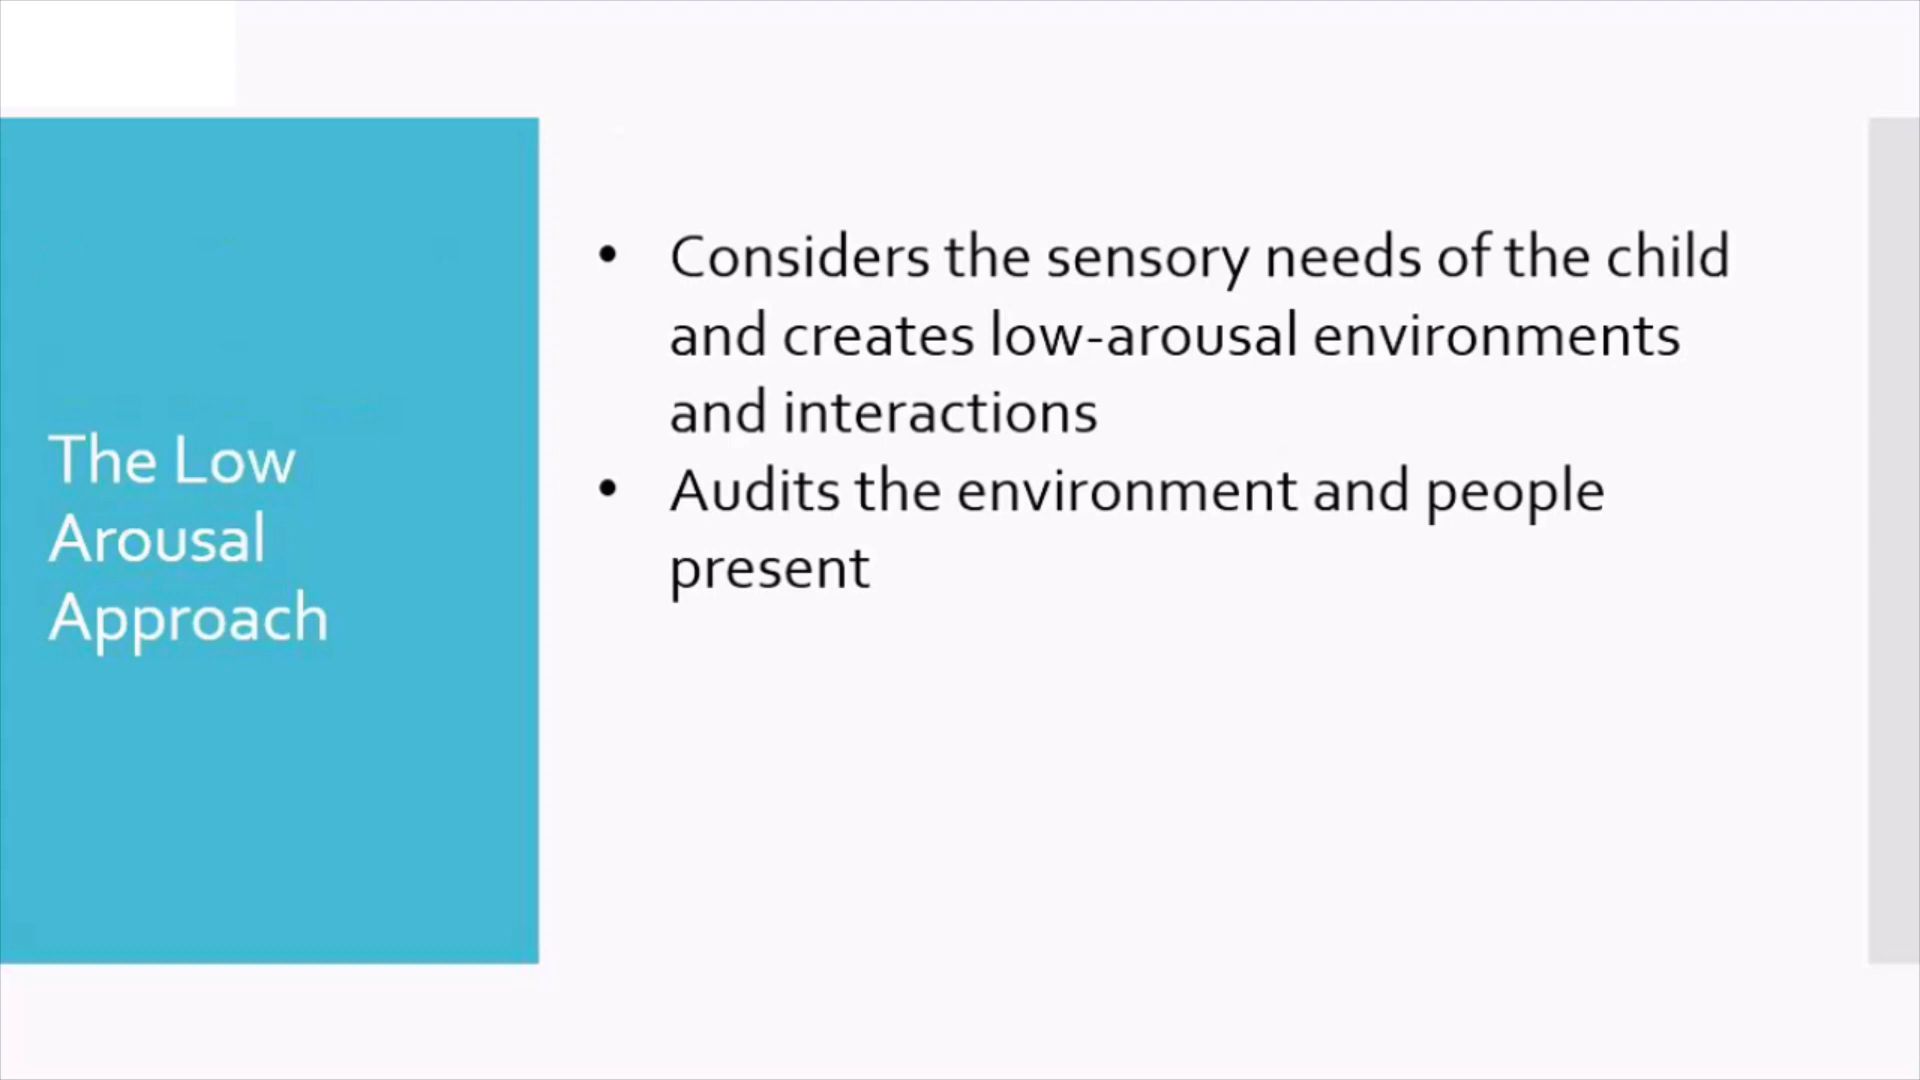 The Low
Arousal
Approach
• Considers the sensory needs of the child
and creates low-arousal environments
and interactions
• Audits the environment and people
present